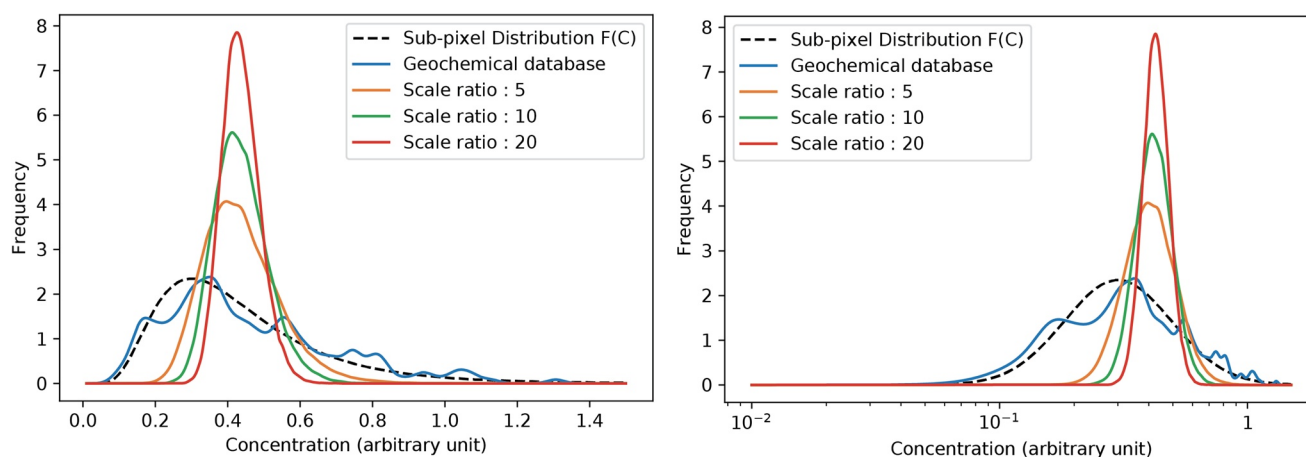 8
7
6
5
4
3
2
1
0
Frequency
Sub-pixel Distribution F(C)
Geochemical database
Scale ratio : 5
Scale ratio : 10
Scale ratio : 20
0.0 0.2 0.4 0.6 0.8 1.0 1.2 1.4
Concentration (arbitrary unit)
8
7
6
5
4
3
2
1
0
Frequency
Sub-pixel Distribution F(C)
Geochemical database
Scale ratio : 5
Scale ratio : 10
Scale ratio : 20
10⁻² 10⁻¹ 1
Concentration (arbitrary unit)